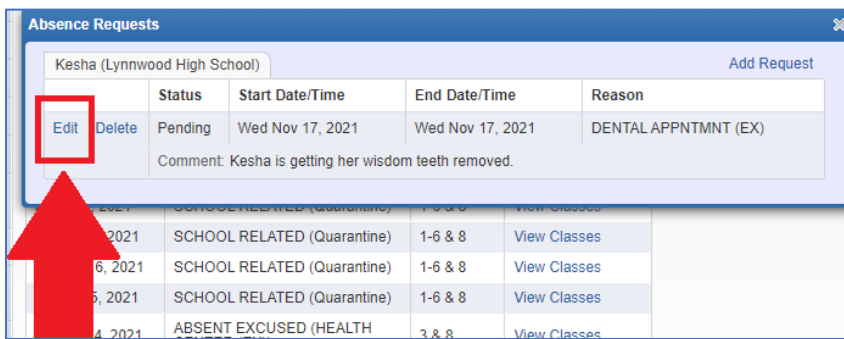 Absence Requests
Kesha (Lynnwood High School) Add Request
Status Start Date/Time End Date/Time Reason
Edit Delete Pending Wed Nov 17, 2021 Wed Nov 17, 2021 DENTAL APPNTMNT (EX)
Comment: Kesha is getting her wisdom teeth removed.
2021 SCHOOL RELATED (Quarantine) 1-6 & 8 View Classes
2021 SCHOOL RELATED (Quarantine) 1-6 & 8 View Classes
6, 2021 SCHOOL RELATED (Quarantine) 1-6 & 8 View Classes
5, 2021 SCHOOL RELATED (Quarantine) 1-6 & 8 View Classes
4, 2021 ABSENT EXCUSED (HEALTH 3 & 8 View Classes